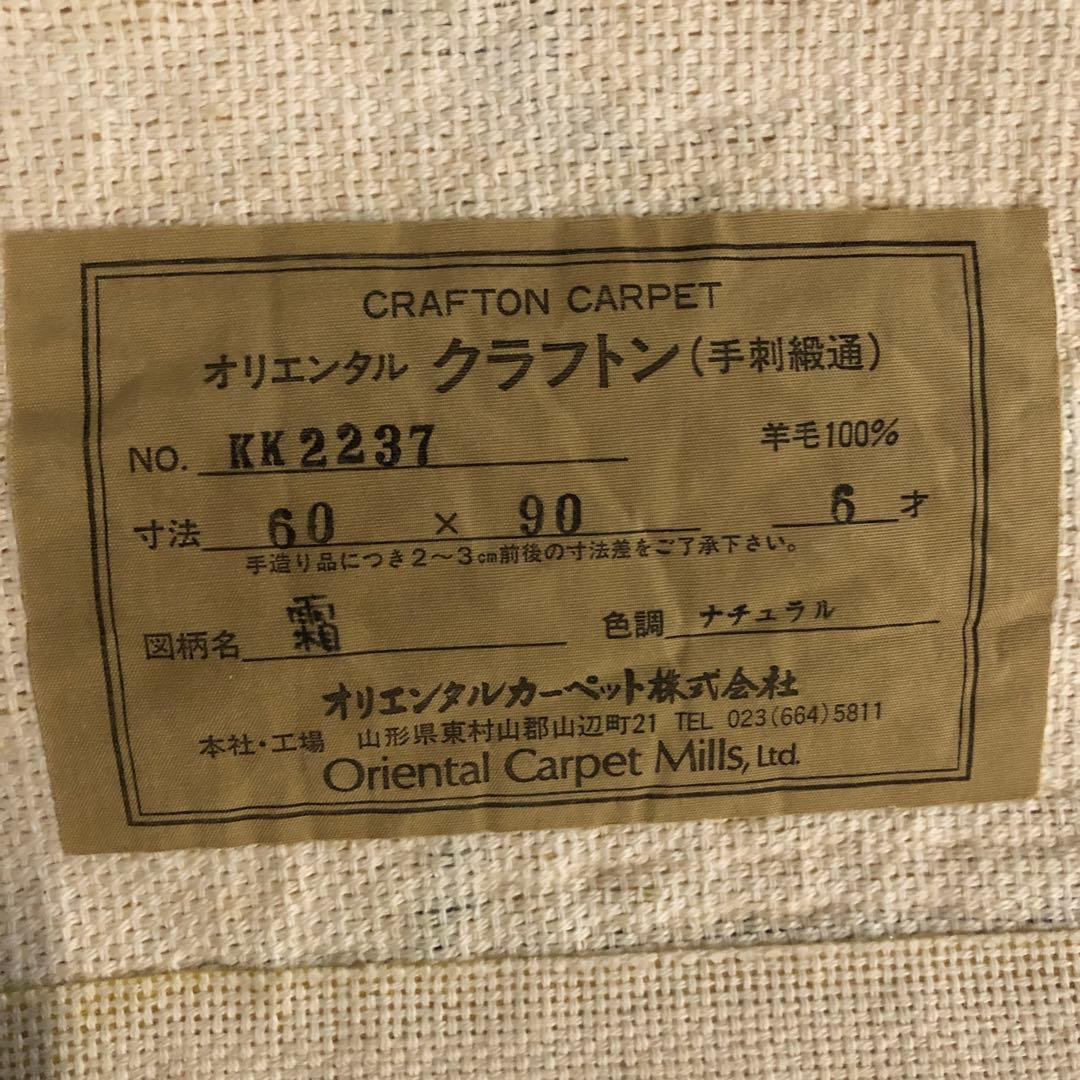 CRAFTON CARPET
オリエンタル クラフトン(手刺緞通)
NO. KK2237 羊毛100%
寸法 60 × 90 6 才
手造り品につき2〜3cm前後の寸法差をご了承下さい。
図柄名 霜 色調 ナチュラル
オリエンタルカーペット株式会社
本社・工場 山形県東村山郡山辺町21 TEL 023(664)5811
Oriental Carpet Mills, Ltd.